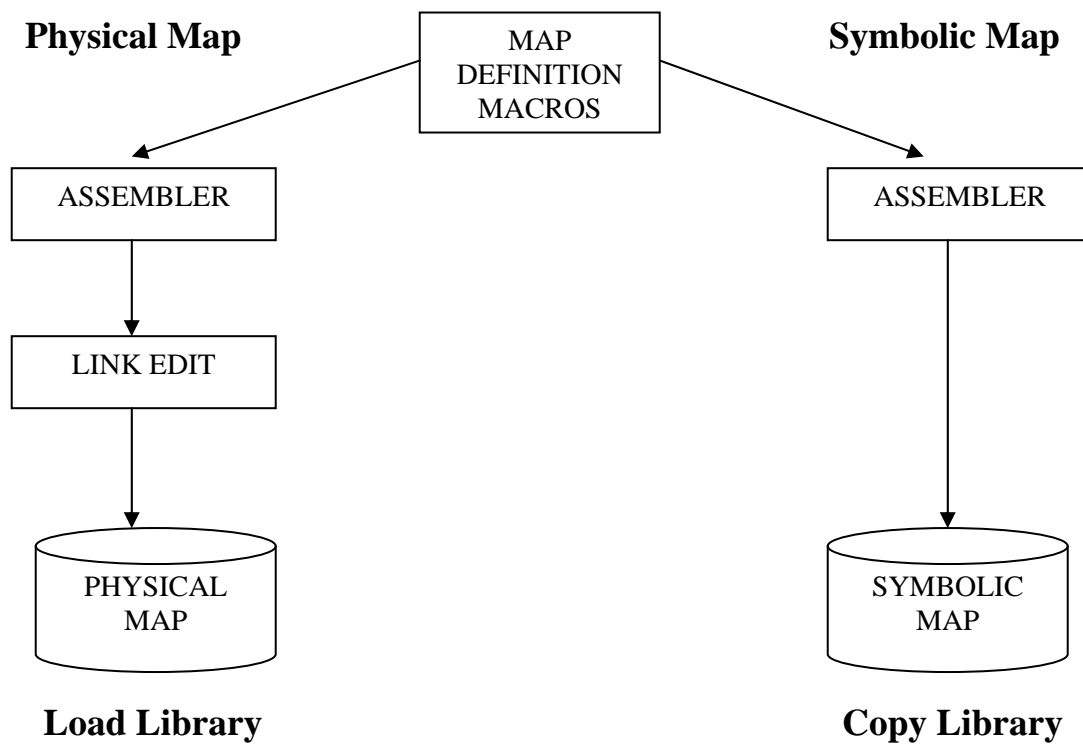 Physical Map
MAP
DEFINITION
MACROS
Symbolic Map
ASSEMBLER
ASSEMBLER
LINK EDIT
PHYSICAL
MAP
SYMBOLIC
MAP
Load Library
Copy Library